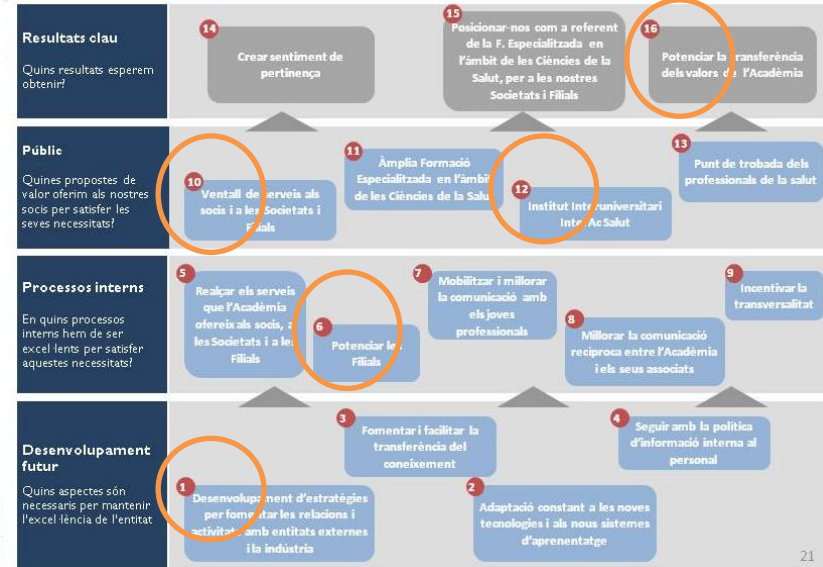 Resultats clau
Quins resultats esperem
obtenir?
14
Crear sentiment de
pertinença
15
Posicionar-nos com a referent
de la F. Especialitzada en
l'àmbit de les Ciències de la
Salut, per a les nostres
Societats i Filials
16
Potenciar la transferència
dels valors de l'Acadèmia
Públic
Quines propostes de
valor oferim als nostres
socis per satisfer les
seves necessitats?
10
Ventall de serveis als
socis i a les Societats i
Filials
11
Àmplia Formació
Especialitzada en l'àmbit
de les Ciències de la Salut
12
Institut Interuniversitari
InterAcSalut
13
Punt de trobada dels
professionals de la salut
Processos interns
En quins processos
interns hem de ser
excel·lents per satisfer
aquestes necessitats?
5
Realçar els serveis
que l'Acadèmia
ofereix als socis, a
les Societats i a les
Filials
6
Potenciar les
Filials
7
Mobilitzar i millorar
la comunicació amb
els joves
professionals
8
Millorar la comunicació
reciproca entre l'Acadèmia
i els seus associats
9
Incentivar la
transversalitat
Desenvolupament
futur
Quins aspectes són
necessaris per mantenir
l'excel·lència de l'entitat
1
Desenvolupament d'estratègies
per fomentar les relacions i
activitats amb entitats externes
i la indústria
2
Adaptació constant a les noves
tecnologies i als nous sistemes
d'aprenentatge
3
Fomentar i facilitar la
transferència del
coneixement
4
Seguir amb la política
d'informació interna al
personal
21